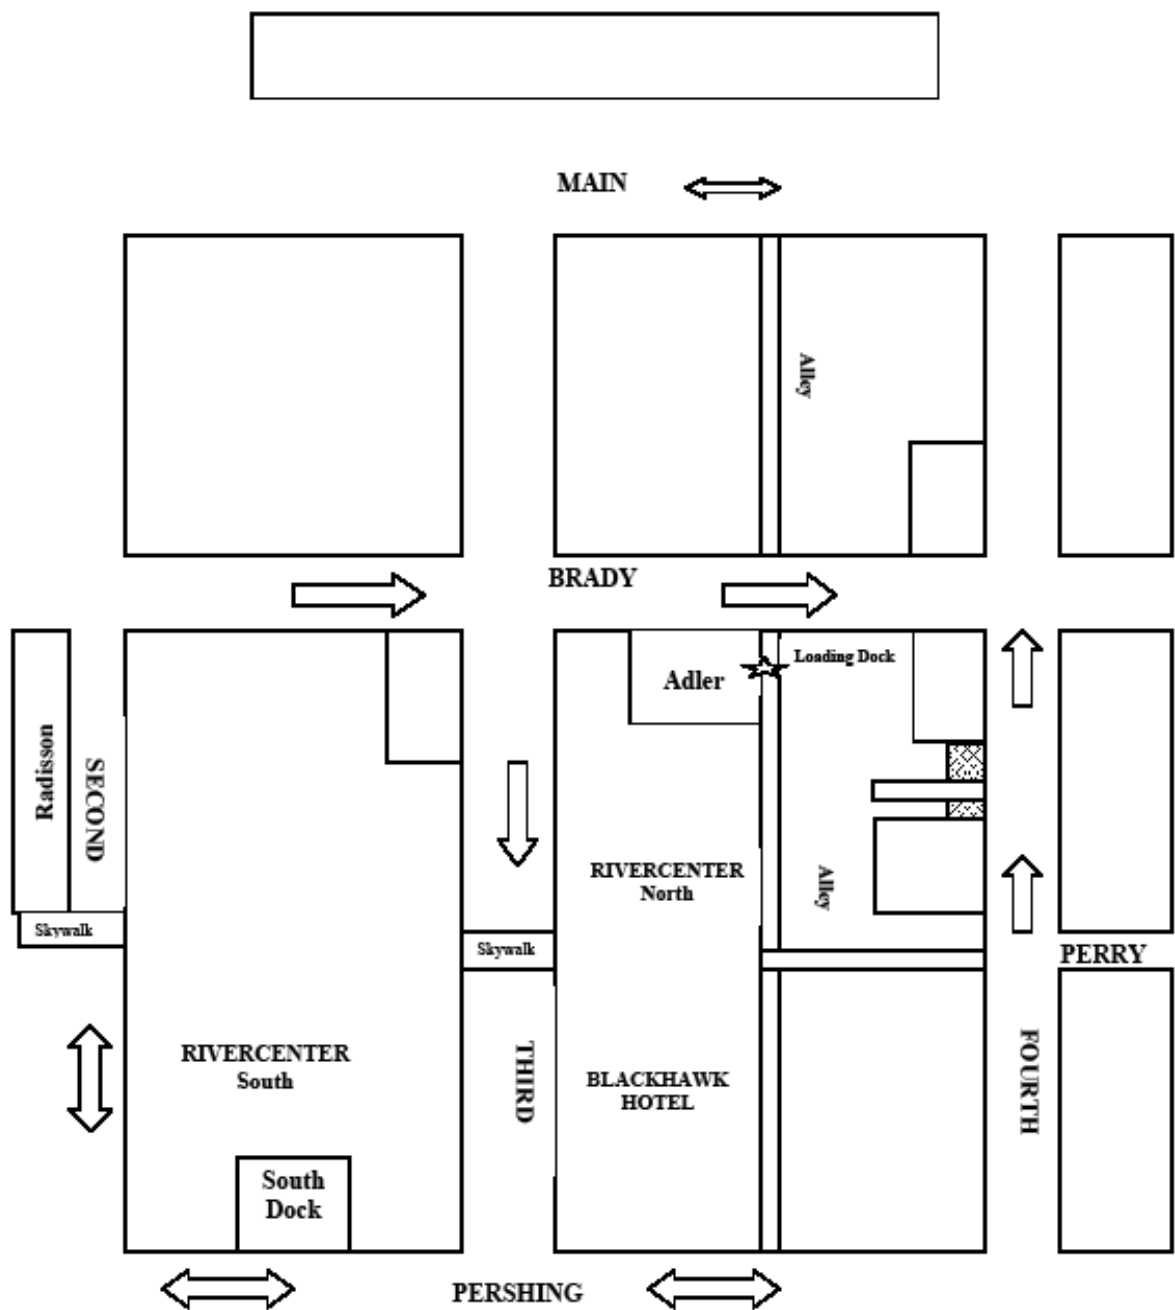 MAIN
Alley
BRADY
Loading Dock
Adler
Radisson
SECOND
RIVERCENTER
North
Alley
Skywalk
Skywalk
PERRY
RIVERCENTER
South
THIRD
BLACKHAWK
HOTEL
FOURTH
South
Dock
PERSHING